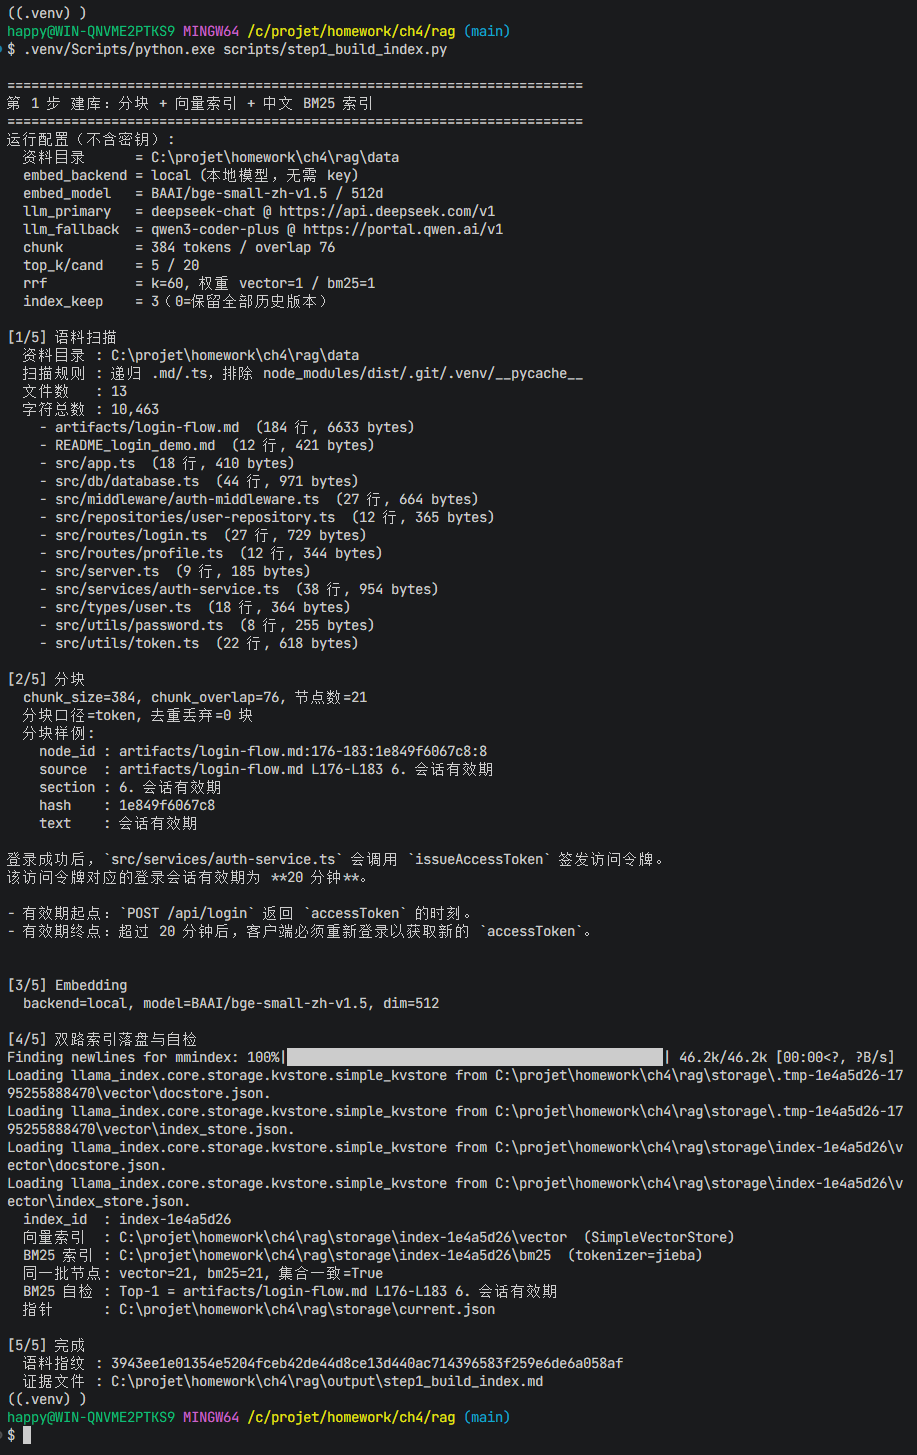 ((.venv) )
happy@WIN-QNVME2PTKS9 MINGW64 /c/projet/homework/ch4/rag (main)
$ .venv/Scripts/python.exe scripts/step1_build_index.py

=======================================================================
第 1 步 建库：分块 + 向量索引 + 中文 BM25 索引
=======================================================================
运行配置（不含密钥）：
  资料目录      = C:\projet\homework\ch4\rag\data
  embed_backend = local（本地模型，无需 key）
  embed_model   = BAAI/bge-small-zh-v1.5 / 512d
  llm_primary   = deepseek-chat @ https://api.deepseek.com/v1
  llm_fallback  = qwen3-coder-plus @ https://portal.qwen.ai/v1
  chunk         = 384 tokens / overlap 76
  top_k/cand    = 5 / 20
  rrf           = k=60, 权重 vector=1 / bm25=1
  index_keep    = 3（0=保留全部历史版本）

[1/5] 语料扫描
  资料目录 : C:\projet\homework\ch4\rag\data
  扫描规则 : 递归 .md/.ts，排除 node_modules/dist/.git/.venv/__pycache__
  文件数   : 13
  字符总数 : 10,463
    - artifacts/login-flow.md  (184 行, 6633 bytes)
    - README_login_demo.md  (12 行, 421 bytes)
    - src/app.ts  (18 行, 410 bytes)
    - src/db/database.ts  (44 行, 971 bytes)
    - src/middleware/auth-middleware.ts  (27 行, 664 bytes)
    - src/repositories/user-repository.ts  (12 行, 365 bytes)
    - src/routes/login.ts  (27 行, 729 bytes)
    - src/routes/profile.ts  (12 行, 344 bytes)
    - src/server.ts  (9 行, 185 bytes)
    - src/services/auth-service.ts  (38 行, 954 bytes)
    - src/types/user.ts  (18 行, 364 bytes)
    - src/utils/password.ts  (8 行, 255 bytes)
    - src/utils/token.ts  (22 行, 618 bytes)

[2/5] 分块
  chunk_size=384, chunk_overlap=76, 节点数=21
  分块口径=token, 去重丢弃=0 块
  分块样例:
    node_id : artifacts/login-flow.md:176-183:1e849f6067c8:8
    source  : artifacts/login-flow.md L176-L183 6. 会话有效期
    section : 6. 会话有效期
    hash    : 1e849f6067c8
    text    : 会话有效期

登录成功后，`src/services/auth-service.ts` 会调用 `issueAccessToken` 签发访问令牌。
该访问令牌对应的登录会话有效期为 **20 分钟**。

- 有效期起点：`POST /api/login` 返回 `accessToken` 的时刻。
- 有效期终点：超过 20 分钟后，客户端必须重新登录以获取新的 `accessToken`。


[3/5] Embedding
  backend=local, model=BAAI/bge-small-zh-v1.5, dim=512

[4/5] 双路索引落盘与自检
Finding newlines for mmindex: 100%|██████████| 46.2k/46.2k [00:00<?, ?B/s]
Loading llama_index.core.storage.kvstore.simple_kvstore from C:\projet\homework\ch4\rag\storage\.tmp-1e4a5d26-17
95255888470\vector\docstore.json.
Loading llama_index.core.storage.kvstore.simple_kvstore from C:\projet\homework\ch4\rag\storage\.tmp-1e4a5d26-17
95255888470\vector\index_store.json.
Loading llama_index.core.storage.kvstore.simple_kvstore from C:\projet\homework\ch4\rag\storage\index-1e4a5d26\v
ector\docstore.json.
Loading llama_index.core.storage.kvstore.simple_kvstore from C:\projet\homework\ch4\rag\storage\index-1e4a5d26\v
ector\index_store.json.
  index_id  : index-1e4a5d26
  向量索引  : C:\projet\homework\ch4\rag\storage\index-1e4a5d26\vector  (SimpleVectorStore)
  BM25 索引 : C:\projet\homework\ch4\rag\storage\index-1e4a5d26\bm25  (tokenizer=jieba)
  同一批节点: vector=21, bm25=21, 集合一致=True
  BM25 自检 : Top-1 = artifacts/login-flow.md L176-L183 6. 会话有效期
  指针      : C:\projet\homework\ch4\rag\storage\current.json

[5/5] 完成
  语料指纹 : 3943ee1e01354e5204fceb42de44d8ce13d440ac714396583f259e6de6a058af
  证据文件 : C:\projet\homework\ch4\rag\output\step1_build_index.md
((.venv) )
happy@WIN-QNVME2PTKS9 MINGW64 /c/projet/homework/ch4/rag (main)
$